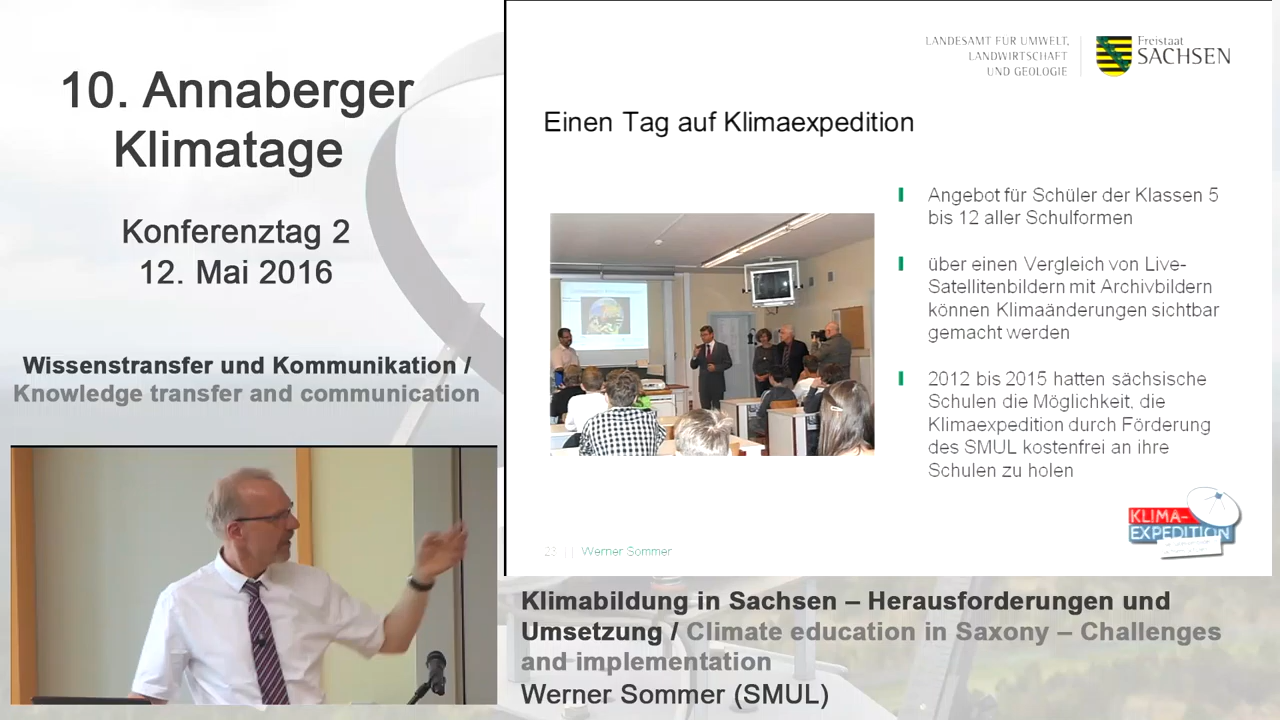 10. Annaberger
Klimatage
Konferenztag 2
12. Mai 2016
Wissenstransfer und Kommunikation /
Knowledge transfer and communication
LANDESAMT FÜR UMWELT,
LANDWIRTSCHAFT
UND GEOLOGIE
Freistaat
SACHSEN
Einen Tag auf Klimaexpedition
Angebot für Schüler der Klassen 5
bis 12 aller Schulformen
über einen Vergleich von Live-
Satellitenbildern mit Archivbildern
können Klimaänderungen sichtbar
gemacht werden
2012 bis 2015 hatten sächsische
Schulen die Möglichkeit, die
Klimaexpedition durch Förderung
des SMUL kostenfrei an ihre
Schulen zu holen
KLIMA-
EXPEDITION
23 || Werner Sommer
Klimabildung in Sachsen – Herausforderungen und
Umsetzung / Climate education in Saxony – Challenges
and implementation
Werner Sommer (SMUL)